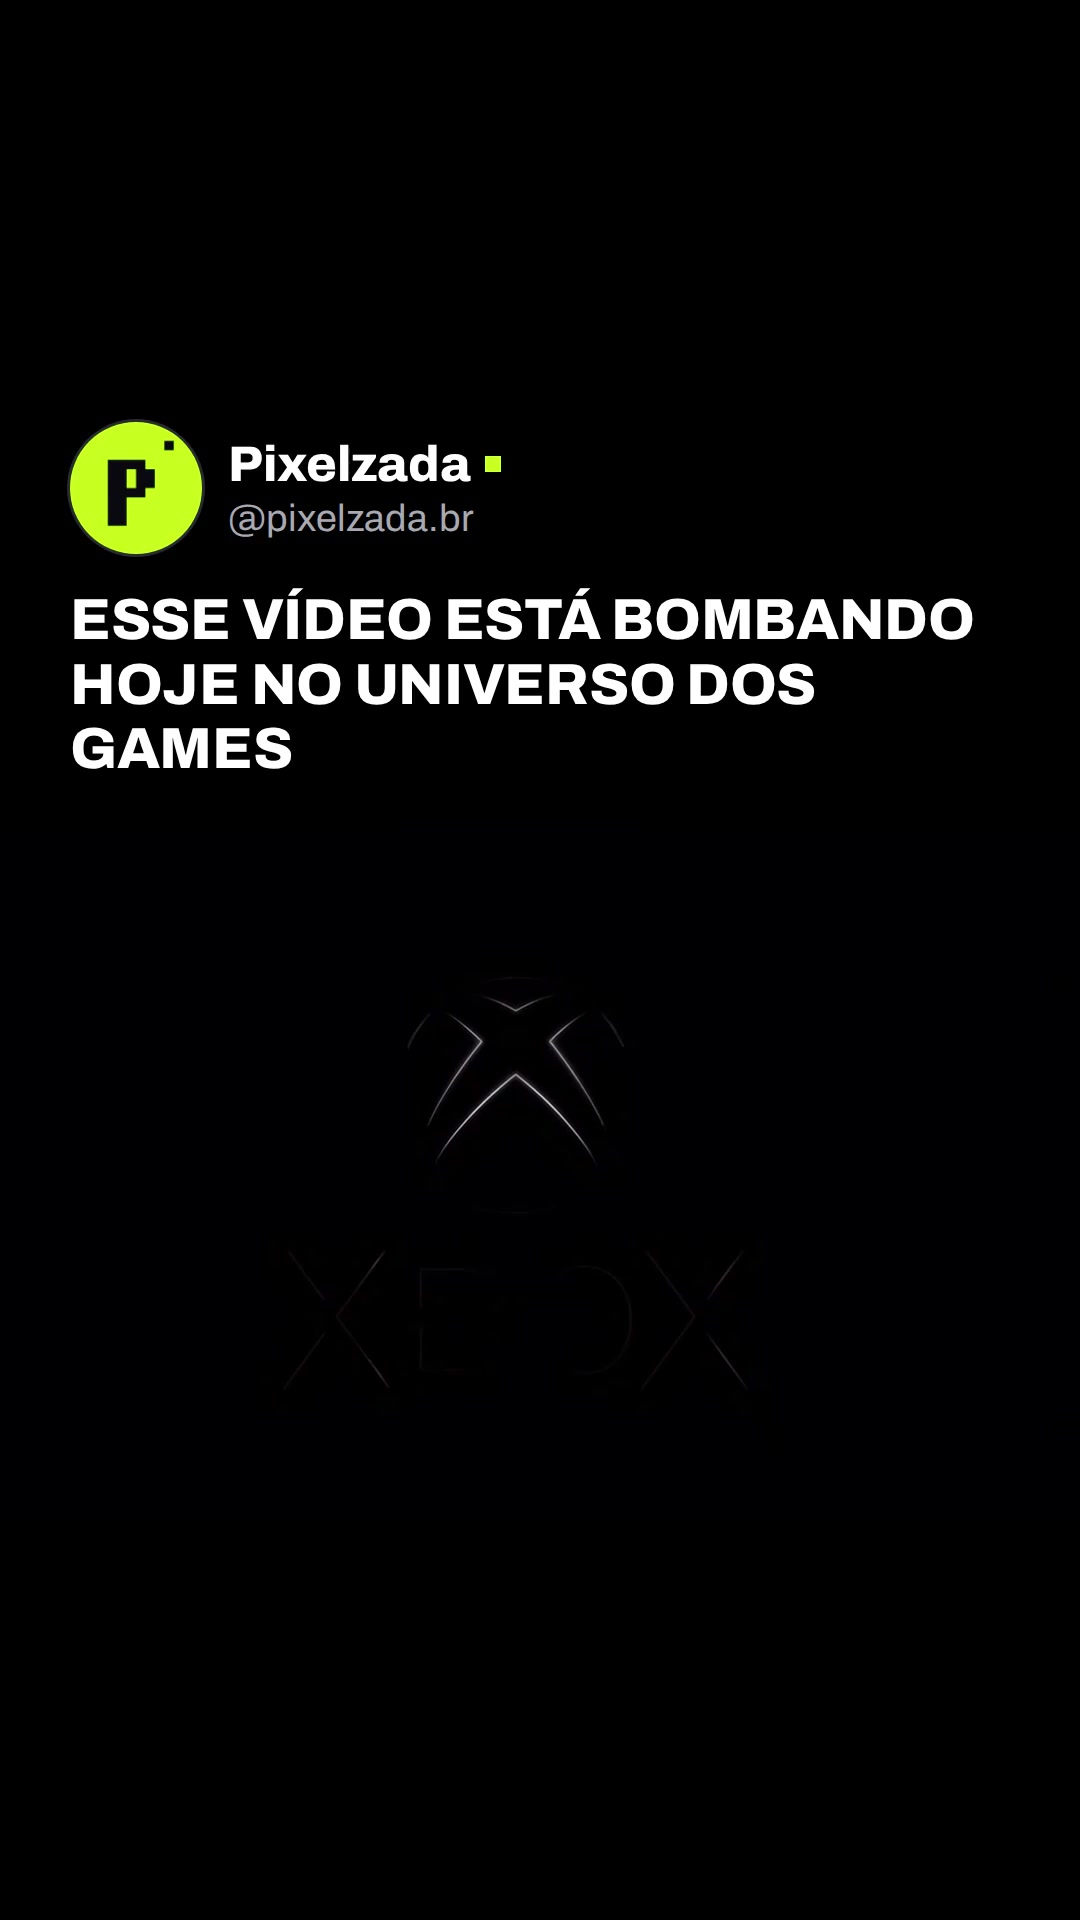 Pixelzada
@pixelzada.br
ESSE VÍDEO ESTÁ BOMBANDO
HOJE NO UNIVERSO DOS
GAMES
XBOX